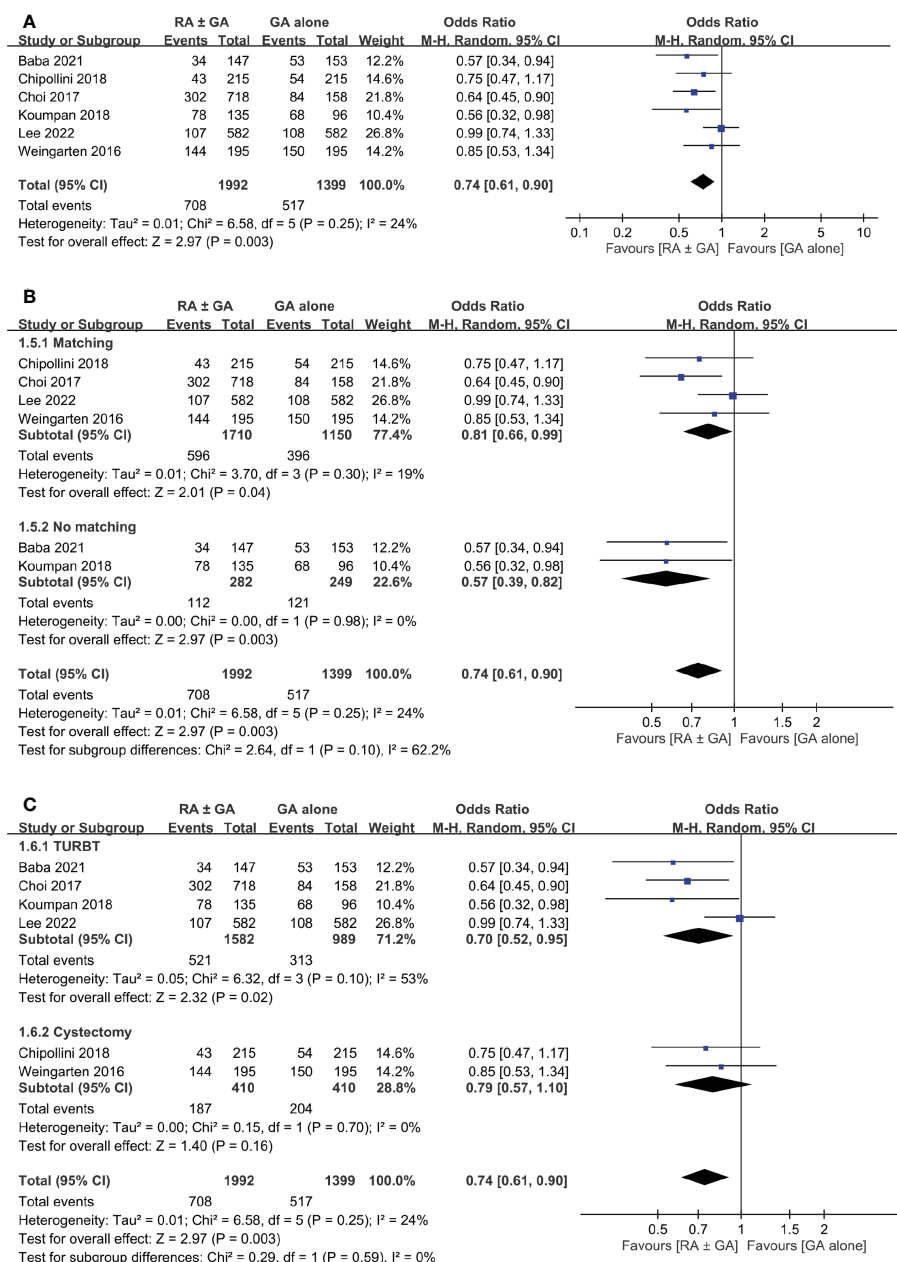 A
RA ± GA GA alone Odds Ratio Odds Ratio
Study or Subgroup Events Total Events Total Weight M-H, Random, 95% CI M-H, Random, 95% CI
Baba 2021 34 147 53 153 12.2% 0.57 [0.34, 0.94]
Chipollini 2018 43 215 54 215 14.6% 0.75 [0.47, 1.17]
Choi 2017 302 718 84 158 21.8% 0.64 [0.45, 0.90]
Koumpan 2018 78 135 68 96 10.4% 0.56 [0.32, 0.98]
Lee 2022 107 582 108 582 26.8% 0.99 [0.74, 1.33]
Weingarten 2016 144 195 150 195 14.2% 0.85 [0.53, 1.34]
Total (95% CI) 1992 1399 100.0% 0.74 [0.61, 0.90]
Total events 708 517
Heterogeneity: Tau² = 0.01; Chi² = 6.58, df = 5 (P = 0.25); I² = 24%
Test for overall effect: Z = 2.97 (P = 0.003)
0.1 0.2 0.5 1 2 5 10
Favours [RA ± GA] Favours [GA alone]
B
RA ± GA GA alone Odds Ratio Odds Ratio
Study or Subgroup Events Total Events Total Weight M-H, Random, 95% CI M-H, Random, 95% CI
1.5.1 Matching
Chipollini 2018 43 215 54 215 14.6% 0.75 [0.47, 1.17]
Choi 2017 302 718 84 158 21.8% 0.64 [0.45, 0.90]
Lee 2022 107 582 108 582 26.8% 0.99 [0.74, 1.33]
Weingarten 2016 144 195 150 195 14.2% 0.85 [0.53, 1.34]
Subtotal (95% CI) 1710 1150 77.4% 0.81 [0.66, 0.99]
Total events 596 396
Heterogeneity: Tau² = 0.01; Chi² = 3.70, df = 3 (P = 0.30); I² = 19%
Test for overall effect: Z = 2.01 (P = 0.04)
1.5.2 No matching
Baba 2021 34 147 53 153 12.2% 0.57 [0.34, 0.94]
Koumpan 2018 78 135 68 96 10.4% 0.56 [0.32, 0.98]
Subtotal (95% CI) 282 249 22.6% 0.57 [0.39, 0.82]
Total events 112 121
Heterogeneity: Tau² = 0.00; Chi² = 0.00, df = 1 (P = 0.98); I² = 0%
Test for overall effect: Z = 2.97 (P = 0.003)
Total (95% CI) 1992 1399 100.0% 0.74 [0.61, 0.90]
Total events 708 517
Heterogeneity: Tau² = 0.01; Chi² = 6.58, df = 5 (P = 0.25); I² = 24%
Test for overall effect: Z = 2.97 (P = 0.003)
Test for subgroup differences: Chi² = 2.64, df = 1 (P = 0.10), I² = 62.2%
0.5 0.7 1 1.5 2
Favours [RA ± GA] Favours [GA alone]
C
RA ± GA GA alone Odds Ratio Odds Ratio
Study or Subgroup Events Total Events Total Weight M-H, Random, 95% CI M-H, Random, 95% CI
1.6.1 TURBT
Baba 2021 34 147 53 153 12.2% 0.57 [0.34, 0.94]
Choi 2017 302 718 84 158 21.8% 0.64 [0.45, 0.90]
Koumpan 2018 78 135 68 96 10.4% 0.56 [0.32, 0.98]
Lee 2022 107 582 108 582 26.8% 0.99 [0.74, 1.33]
Subtotal (95% CI) 1582 989 71.2% 0.70 [0.52, 0.95]
Total events 521 313
Heterogeneity: Tau² = 0.05; Chi² = 6.32, df = 3 (P = 0.10); I² = 53%
Test for overall effect: Z = 2.32 (P = 0.02)
1.6.2 Cystectomy
Chipollini 2018 43 215 54 215 14.6% 0.75 [0.47, 1.17]
Weingarten 2016 144 195 150 195 14.2% 0.85 [0.53, 1.34]
Subtotal (95% CI) 410 410 28.8% 0.79 [0.57, 1.10]
Total events 187 204
Heterogeneity: Tau² = 0.00; Chi² = 0.15, df = 1 (P = 0.70); I² = 0%
Test for overall effect: Z = 1.40 (P = 0.16)
Total (95% CI) 1992 1399 100.0% 0.74 [0.61, 0.90]
Total events 708 517
Heterogeneity: Tau² = 0.01; Chi² = 6.58, df = 5 (P = 0.25); I² = 24%
Test for overall effect: Z = 2.97 (P = 0.003)
Test for subgroup differences: Chi² = 0.29, df = 1 (P = 0.59), I² = 0%
0.5 0.7 1 1.5 2
Favours [RA ± GA] Favours [GA alone]